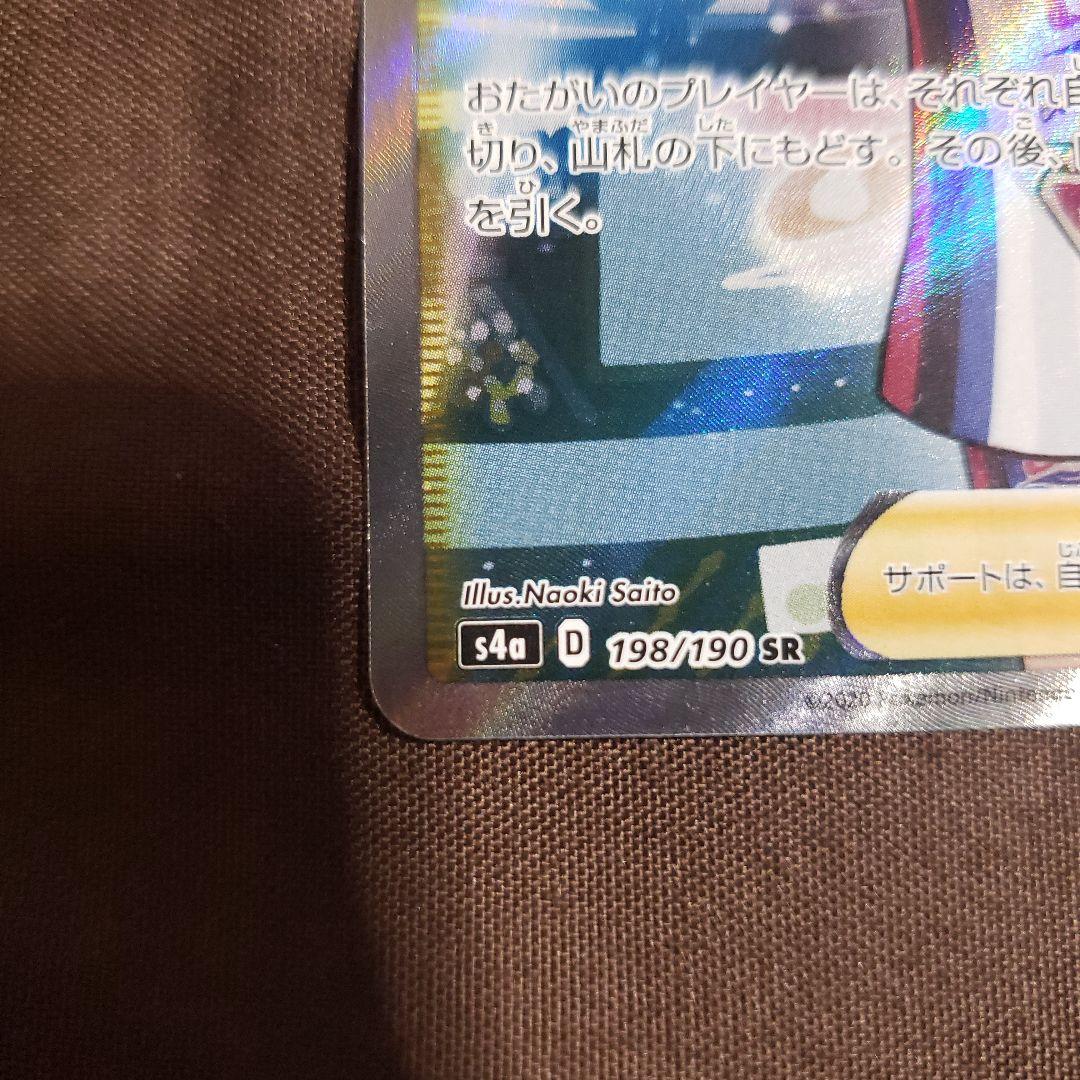 おたがいのプレイヤーは、それぞれ自
切り、山札の下にもどす。その後、
を引く。
サポートは、自
Illus.Naoki Saito
s4a D 198/190 SR
©2020